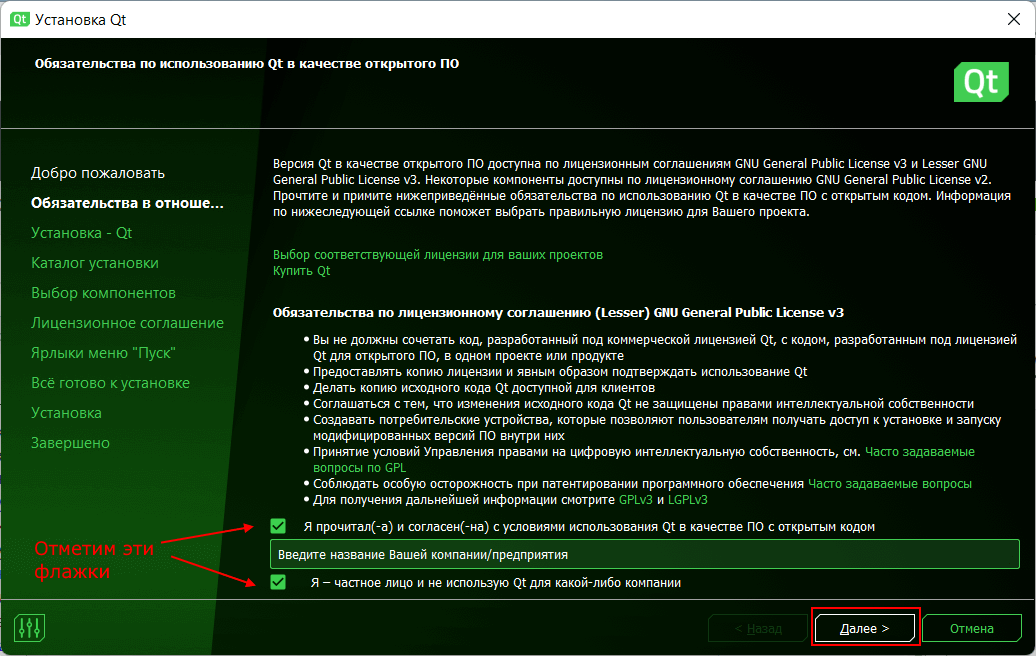 Qt Установка Qt
Обязательства по использованию Qt в качестве открытого ПО
Qt
Добро пожаловать
Обязательства в отноше...
Установка - Qt
Каталог установки
Выбор компонентов
Лицензионное соглашение
Ярлыки меню "Пуск"
Всё готово к установке
Установка
Завершено
Версия Qt в качестве открытого ПО доступна по лицензионным соглашениям GNU General Public License v3 и Lesser GNU
General Public License v3. Некоторые компоненты доступны по лицензионному соглашению GNU General Public License v2.
Прочтите и примите нижеприведённые обязательства по использованию Qt в качестве ПО с открытым кодом. Информация
по нижеследующей ссылке поможет выбрать правильную лицензию для Вашего проекта.
Выбор соответствующей лицензии для ваших проектов
Купить Qt
Обязательства по лицензионному соглашению (Lesser) GNU General Public License v3
• Вы не должны сочетать код, разработанный под коммерческой лицензией Qt, с кодом, разработанным под лицензией
Qt для открытого ПО, в одном проекте или продукте
• Предоставлять копию лицензии и явным образом подтверждать использование Qt
• Делать копию исходного кода Qt доступной для клиентов
• Соглашаться с тем, что изменения исходного кода Qt не защищены правами интеллектуальной собственности
• Создавать потребительские устройства, которые позволяют пользователям получать доступ к установке и запуску
модифицированных версий ПО внутри них
• Принятие условий Управления правами на цифровую интеллектуальную собственность, см. Часто задаваемые
вопросы по GPL
• Соблюдать особую осторожность при патентировании программного обеспечения Часто задаваемые вопросы
• Для получения дальнейшей информации смотрите GPLv3 и LGPLv3
Я прочитал(-а) и согласен(-на) с условиями использования Qt в качестве ПО с открытым кодом
Введите название Вашей компании/предприятия
Я – частное лицо и не использую Qt для какой-либо компании
Отметим эти
флажки
< Назад
Далее >
Отмена